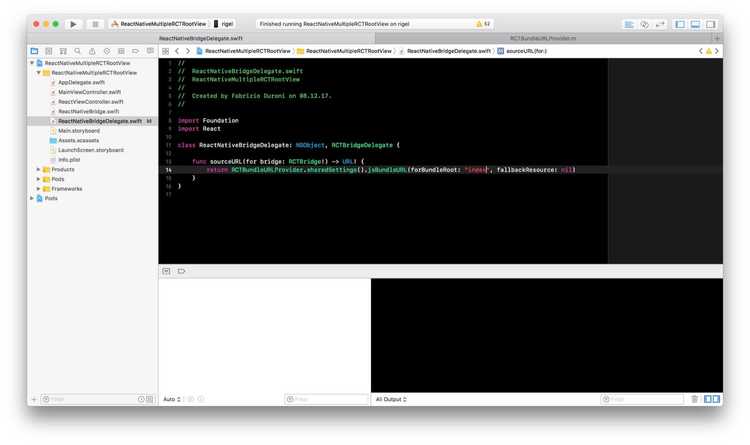 ReactNativeMultipleRCTRootView
rigel
Finished running ReactNativeMultipleRCTRootView on rigel
52
ReactNativeBridgeDelegate.swift
RCTBundleURLProvider.m
ReactNativeMultipleRCTRootView
ReactNativeMultipleRCTRootView
ReactNativeBridgeDelegate.swift
M
sourceURL(for:)
ReactNativeMultipleRCTRootView
ReactNativeMultipleRCTRootView
AppDelegate.swift
MainViewController.swift
ReactViewController.swift
ReactNativeBridge.swift
ReactNativeBridgeDelegate.swift M
Main.storyboard
Assets.xcassets
LaunchScreen.storyboard
Info.plist
Products
Pods
Frameworks
Pods
1 //
2 // ReactNativeBridgeDelegate.swift
3 // ReactNativeMultipleRCTRootView
4 //
5 // Created by Fabrizio Duroni on 08.12.17.
6 //
7
8 import Foundation
9 import React
10
11 class ReactNativeBridgeDelegate: NSObject, RCTBridgeDelegate {
12
13 func sourceURL(for bridge: RCTBridge!) -> URL! {
14 return RCTBundleURLProvider.sharedSettings().jsBundleURL(forBundleRoot: "index", fallbackResource: nil)
15 }
16 }
17
Filter
Auto
Filter
All Output
Filter